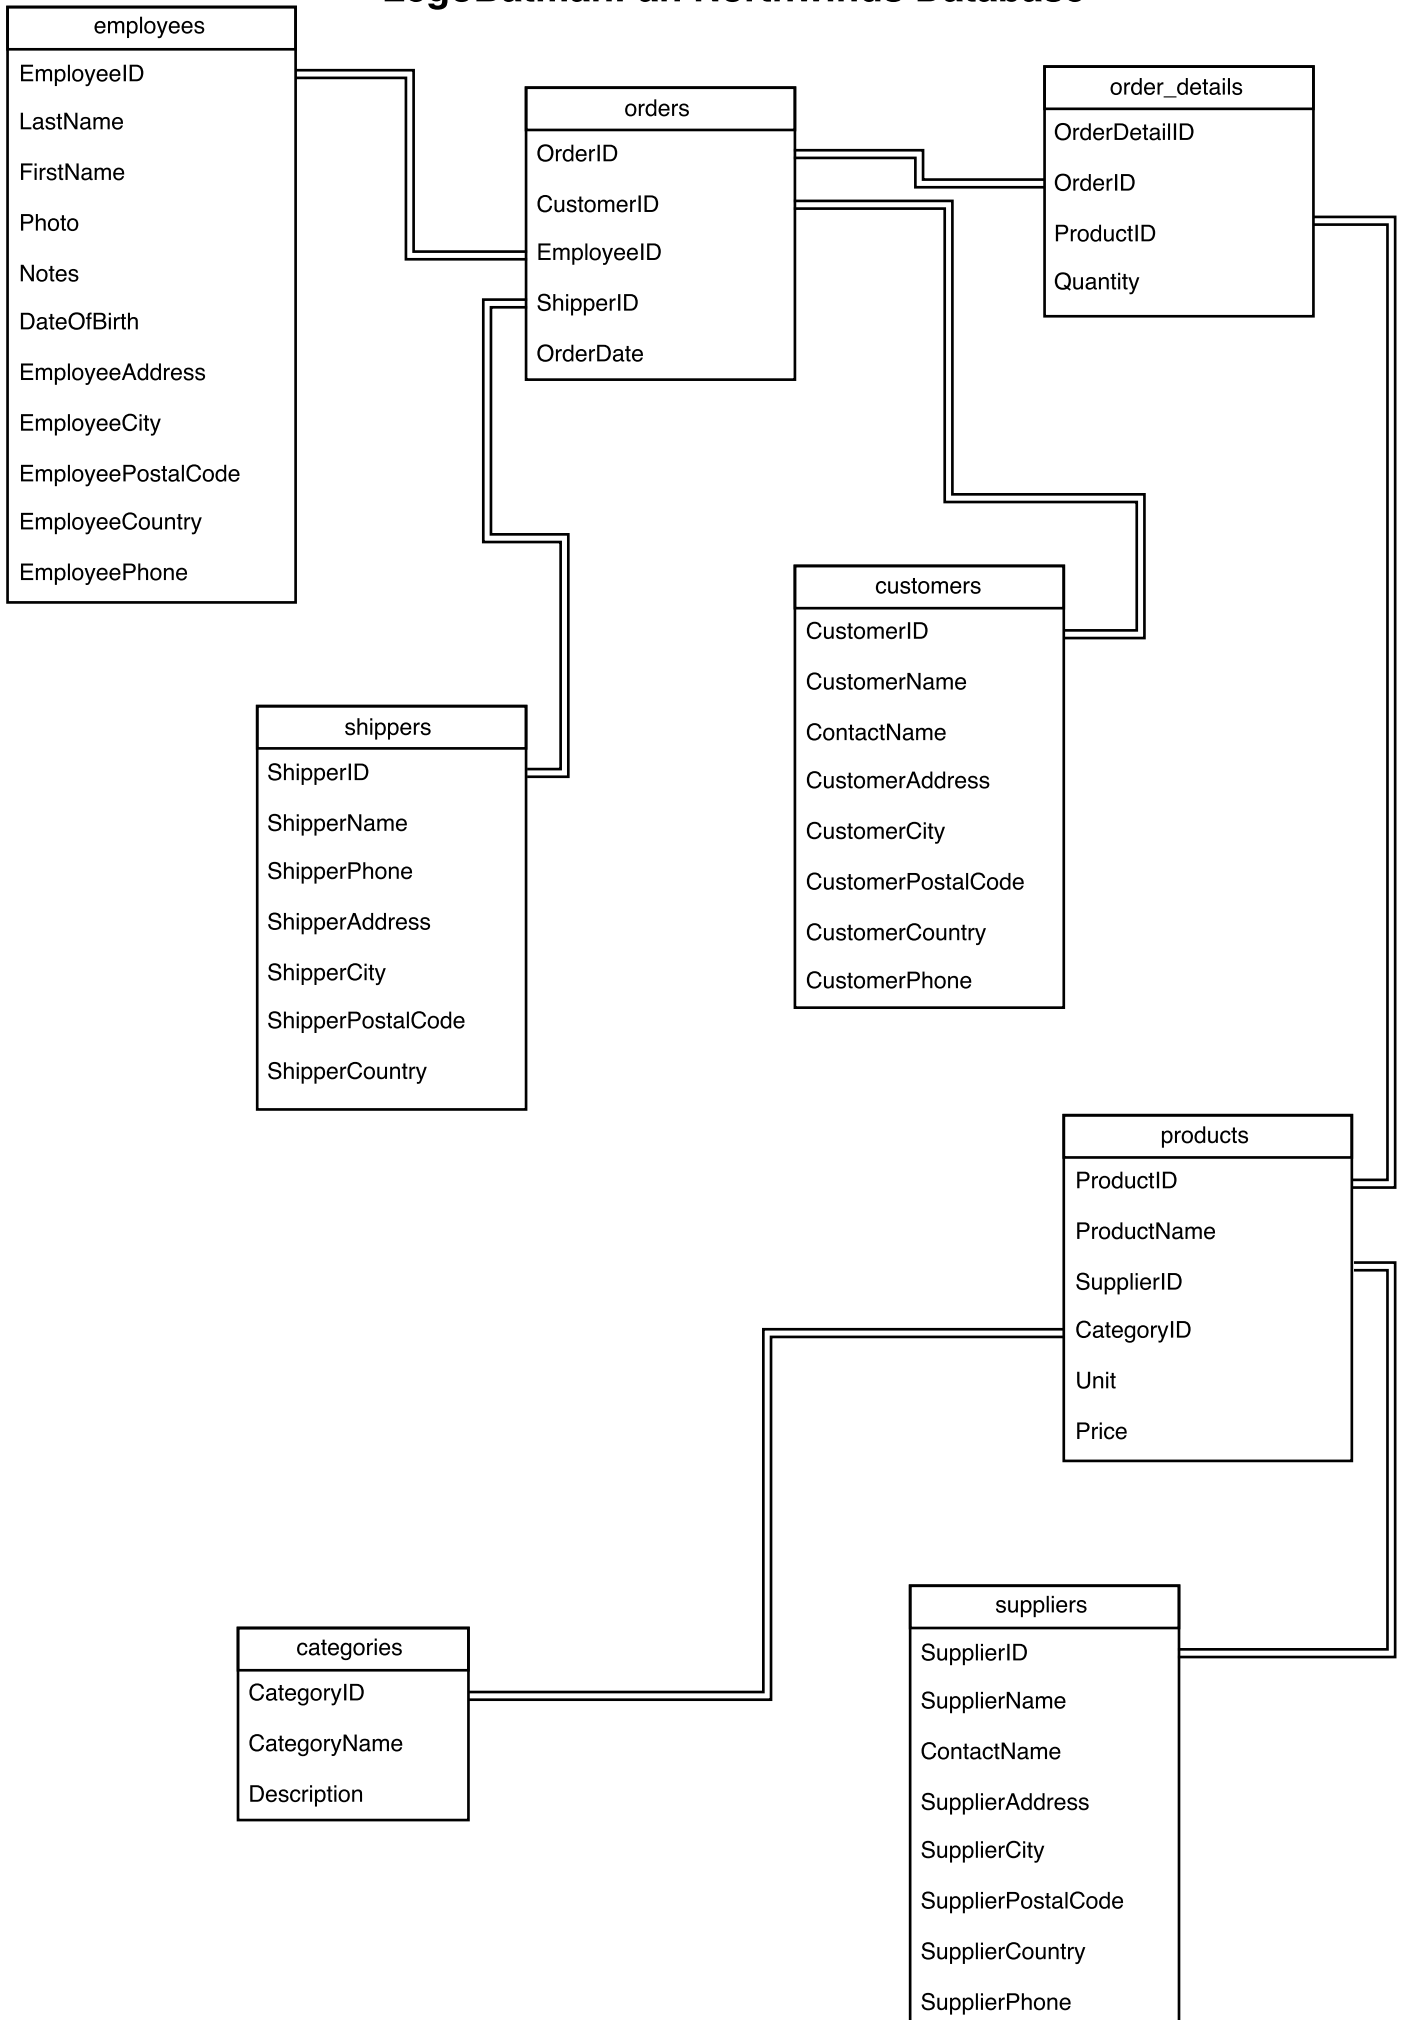 Database
employees
EmployeeID
LastName
FirstName
Photo
Notes
DateOfBirth
EmployeeAddress
EmployeeCity
EmployeePostalCode
EmployeeCountry
EmployeePhone
orders
OrderID
CustomerID
EmployeeID
ShipperID
OrderDate
order_details
OrderDetailID
OrderID
ProductID
Quantity
customers
CustomerID
CustomerName
ContactName
CustomerAddress
CustomerCity
CustomerPostalCode
CustomerCountry
CustomerPhone
shippers
ShipperID
ShipperName
ShipperPhone
ShipperAddress
ShipperCity
ShipperPostalCode
ShipperCountry
products
ProductID
ProductName
SupplierID
CategoryID
Unit
Price
categories
CategoryID
CategoryName
Description
suppliers
SupplierID
SupplierName
ContactName
SupplierAddress
SupplierCity
SupplierPostalCode
SupplierCountry
SupplierPhone